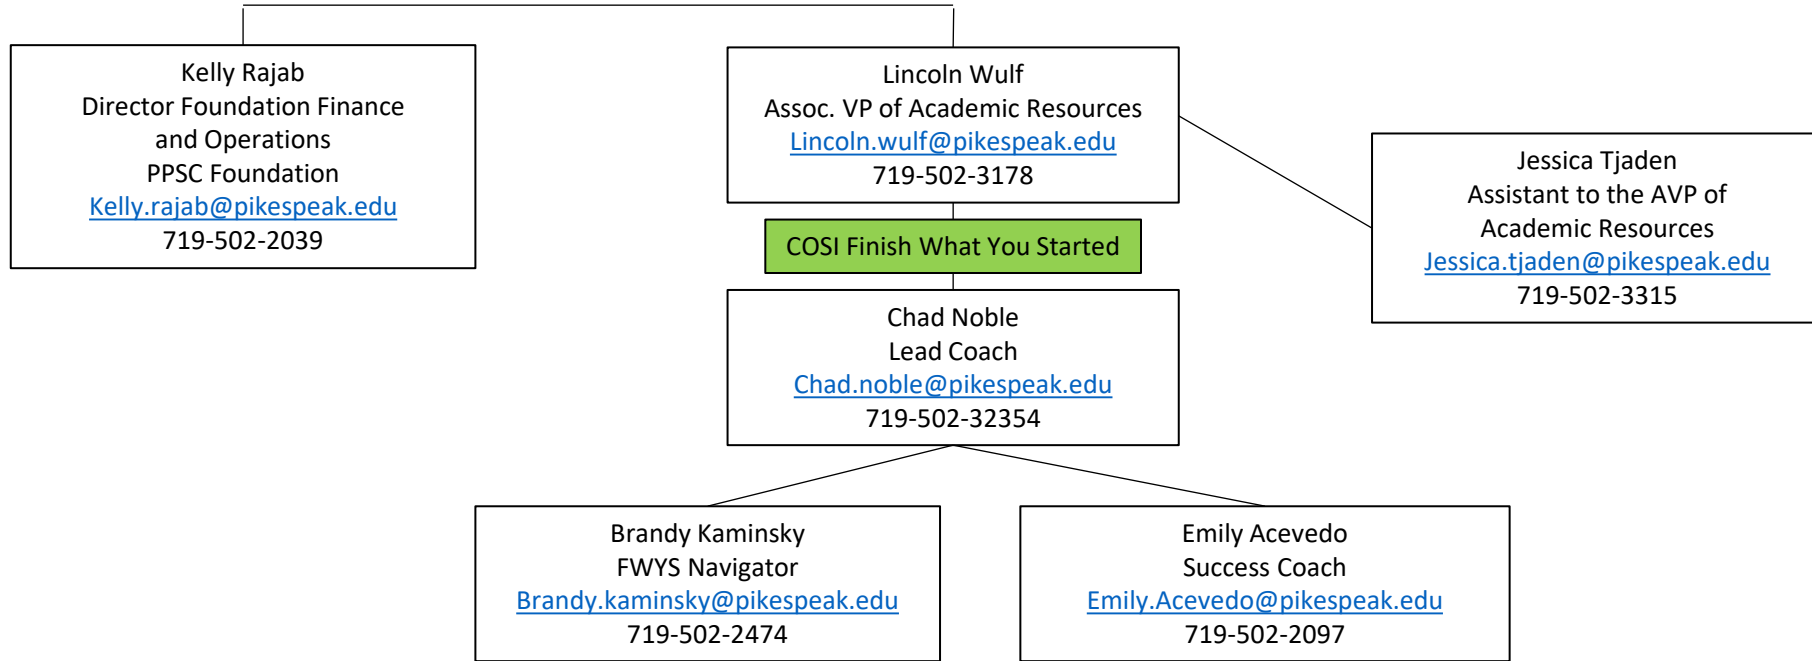 Kelly Rajab
Director Foundation Finance
and Operations
PPSC Foundation
Kelly.rajab@pikespeak.edu
719-502-2039
Lincoln Wulf
Assoc. VP of Academic Resources
Lincoln.wulf@pikespeak.edu
719-502-3178
Jessica Tjaden
Assistant to the AVP of
Academic Resources
Jessica.tjaden@pikespeak.edu
719-502-3315
COSI Finish What You Started
Chad Noble
Lead Coach
Chad.noble@pikespeak.edu
719-502-32354
Brandy Kaminsky
FWYS Navigator
Brandy.kaminsky@pikespeak.edu
719-502-2474
Emily Acevedo
Success Coach
Emily.Acevedo@pikespeak.edu
719-502-2097